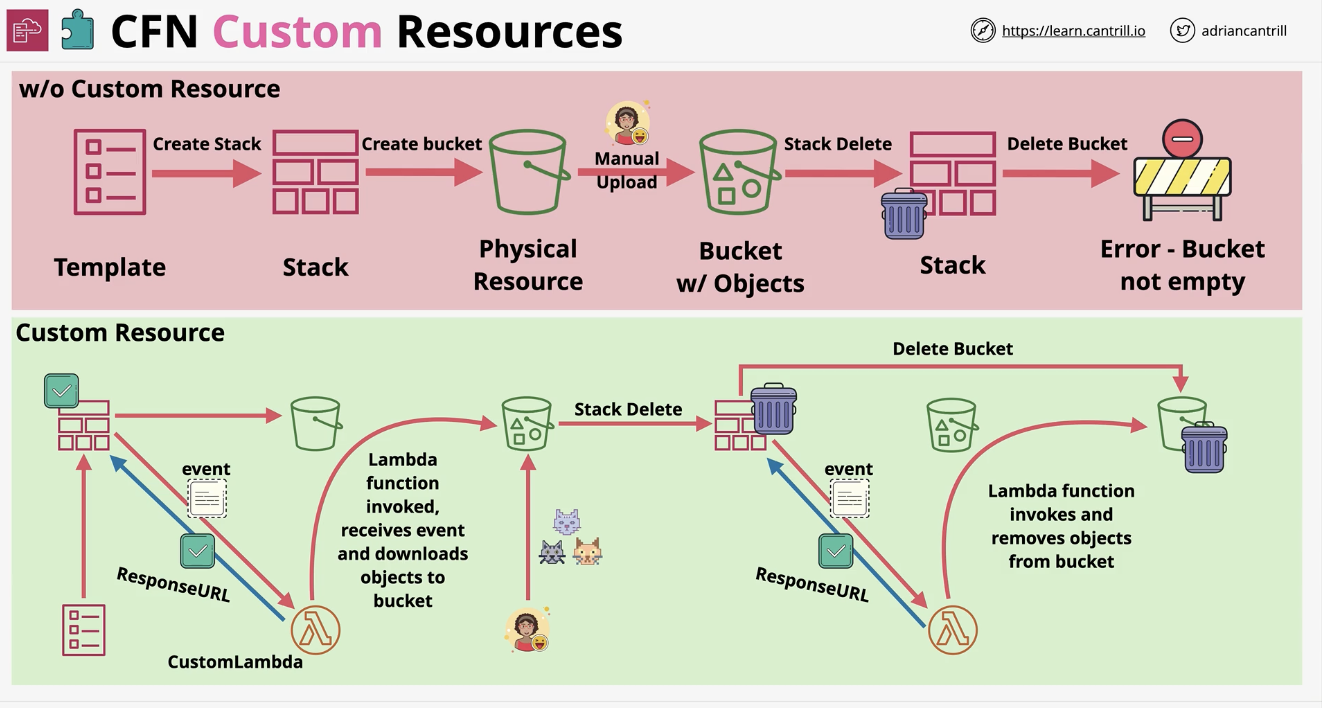 CFN Custom Resources
https://learn.cantrill.io
adriancantrill
w/o Custom Resource
Create Stack
Create bucket
Manual
Upload
Stack Delete
Delete Bucket
Template
Stack
Physical
Resource
Bucket
w/ Objects
Stack
Error - Bucket
not empty
Custom Resource
Delete Bucket
Stack Delete
event
ResponseURL
CustomLambda
Lambda
function
invoked,
receives event
and downloads
objects to
bucket
event
ResponseURL
Lambda function
invokes and
removes objects
from bucket